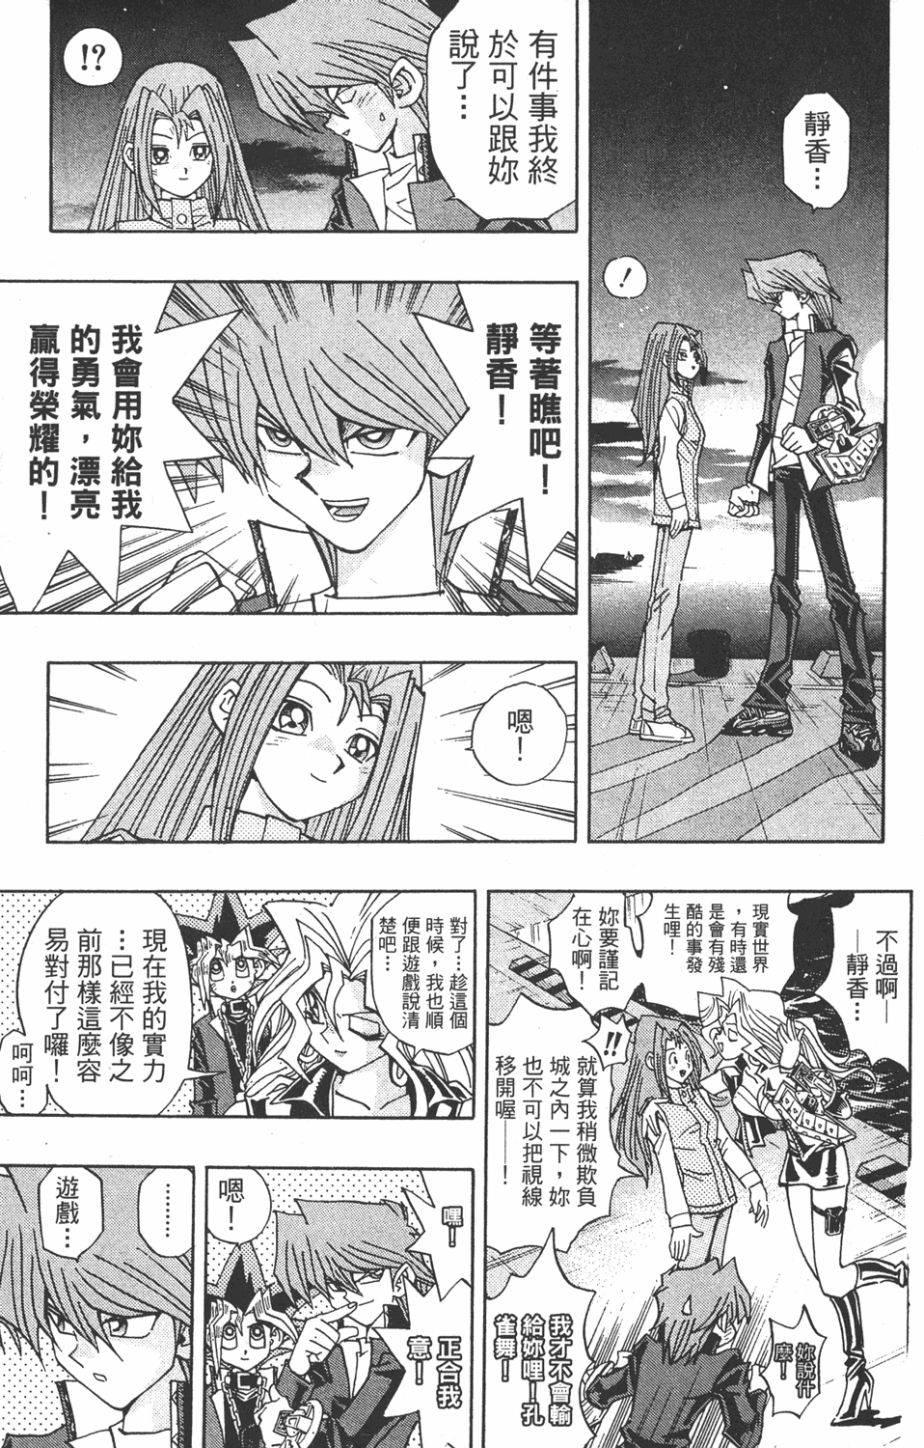 靜香…
!
有件事我終
於可以跟妳
說了…
!?
等著瞧吧！
靜香！
我會用妳給我
的勇氣，漂亮
贏得榮耀的！
嗯！
不過啊—
—靜香…
現實世界
，有時還
是會有殘
酷的事發
生哩！
妳要謹記
在心啊！
!!
就算我稍微欺負
城之內一下，妳
也不可以把視線
移開喔——！
妳說什
麼！
我才不會輸
給妳哩！孔
雀舞！
對了…趁這個
時候，我也順
便跟遊戲說清
楚吧…
現在我的實力
…已經不像之
前那樣這麼容
易對付了囉！
呵呵…
嘿！
正合我
意！
嗯！
……
遊戲…